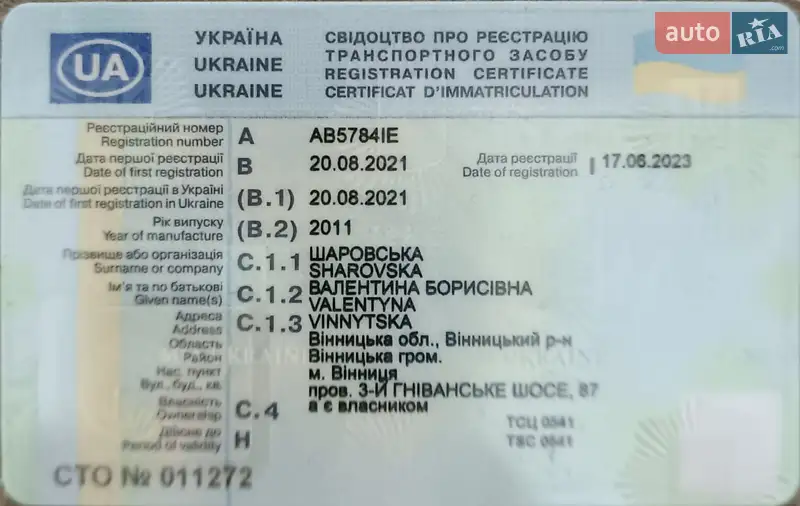 auto RIA .com
UA
УКРАЇНА
UKRAINE
UKRAINE
СВІДОЦТВО ПРО РЕЄСТРАЦІЮ
ТРАНСПОРТНОГО ЗАСОБУ
REGISTRATION CERTIFICATE
CERTIFICAT D'IMMATRICULATION
Реєстраційний номер
Registration number A AB5784IE
Дата першої реєстрації
Date of first registration B 20.08.2021
Дата реєстрації
Date of registration 17.06.2023
Дата першої реєстрації в Україні
Date of first registration in Ukraine (B.1) 20.08.2021
Рік випуску
Year of manufacture (B.2) 2011
Прізвище або організація
Surname or company C.1.1 ШАРОВСЬКА
SHAROVSKA
Ім'я та по батькові
Given name(s) C.1.2 ВАЛЕНТИНА БОРИСІВНА
VALENTYNA
Адреса
Address C.1.3 VINNYTSKA
Область Вінницька обл., Вінницький р-н
Район Вінницька гром.
Нас. пункт м. Вінниця
Вул., буд., кв. пров. 3-Й ГНІВАНСЬКЕ ШОСЕ, 87
Власність
Ownership C.4 а є власником
Дійсне до
Period of validity H
ТСЦ 0541
TSC 0541
СТО № 011272